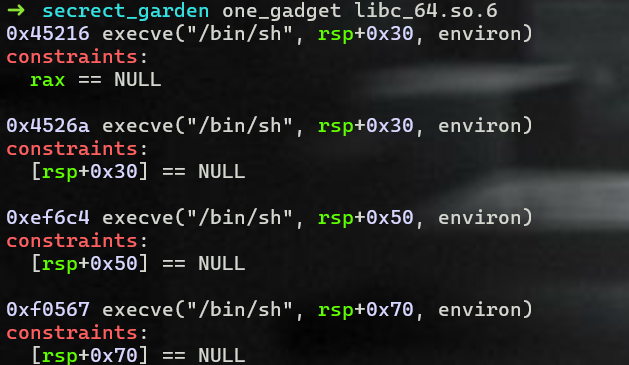 → secrect_garden one_gadget libc_64.so.6
0x45216 execve("/bin/sh", rsp+0x30, environ)
constraints:
  rax == NULL

0x4526a execve("/bin/sh", rsp+0x30, environ)
constraints:
  [rsp+0x30] == NULL

0xef6c4 execve("/bin/sh", rsp+0x50, environ)
constraints:
  [rsp+0x50] == NULL

0xf0567 execve("/bin/sh", rsp+0x70, environ)
constraints:
  [rsp+0x70] == NULL